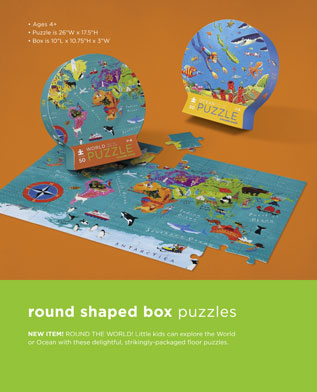 • Ages 4+
• Puzzle is 26"W x 17.5"H
• Box is 10"L x 10.75"H x 3"W
PUZZLE
WORLD
PUZZLE
50
ANTARCTICA
round shaped box puzzles
NEW ITEM! ROUND THE WORLD! Little kids can explore the World
or Ocean with these delightful, strikingly-packaged floor puzzles.